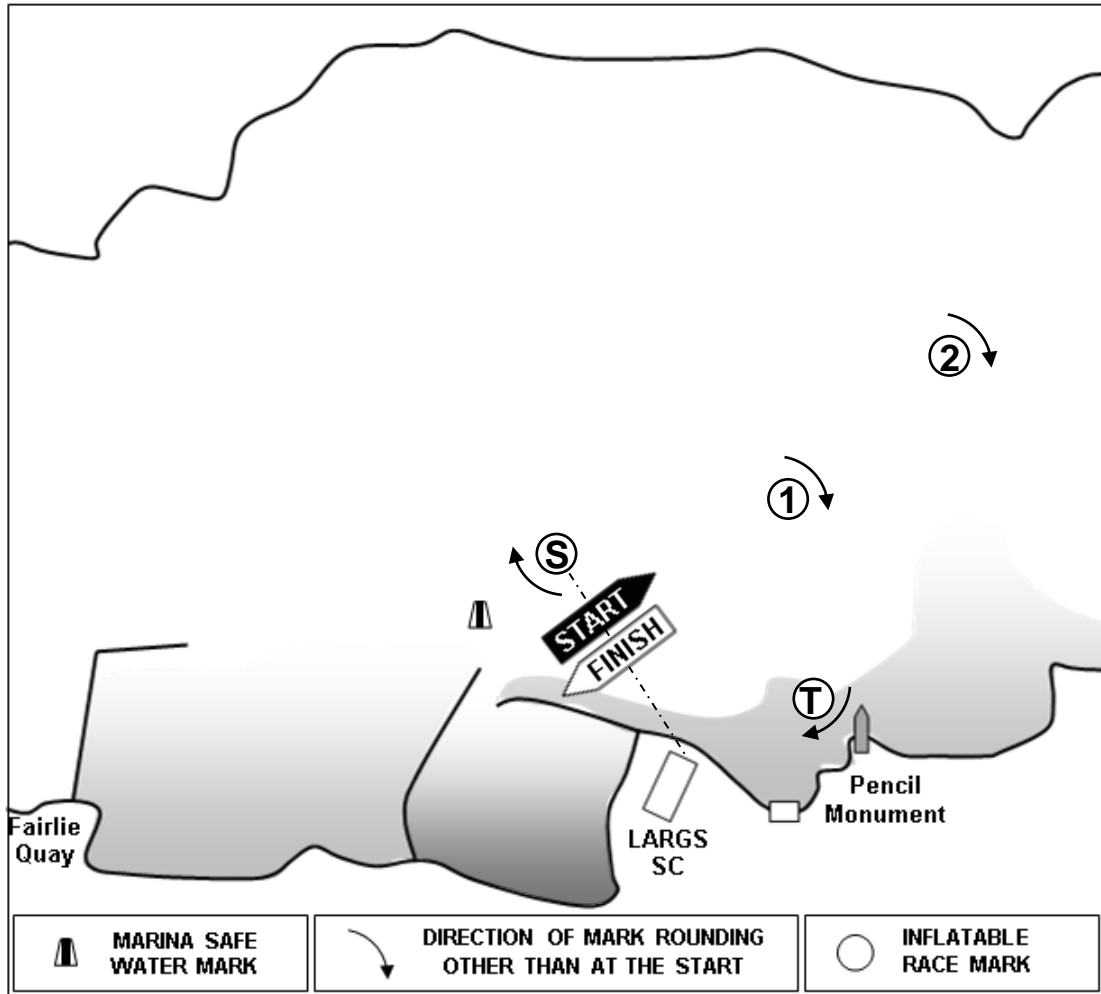 2
1
S
START
FINISH
T
Pencil
Monument
Fairlie
Quay
LARGS
SC
MARINA SAFE
WATER MARK
DIRECTION OF MARK ROUNDING
OTHER THAN AT THE START
INFLATABLE
RACE MARK